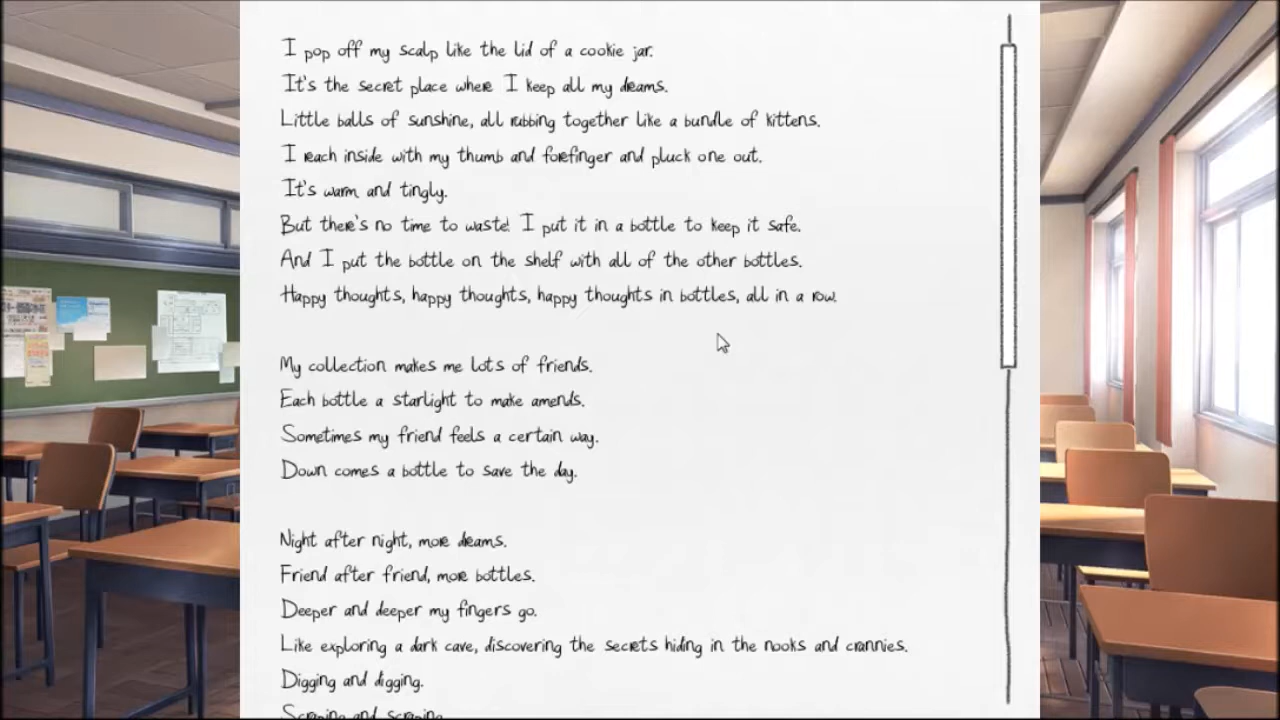 I pop off my scalp like the lid of a cookie jar.
It's the secret place where I keep all my dreams.
Little balls of sunshine, all rubbing together like a bundle of kittens.
I reach inside with my thumb and forefinger and pluck one out.
It's warm and tingly.
But there's no time to waste! I put it in a bottle to keep it safe.
And I put the bottle on the shelf with all of the other bottles.
Happy thoughts, happy thoughts, happy thoughts in bottles, all in a row.
My collection makes me lots of friends.
Each bottle a starlight to make amends.
Sometimes my friend feels a certain way.
Down comes a bottle to save the day.
Night after night, more dreams.
Friend after friend, more bottles.
Deeper and deeper my fingers go.
Like exploring a dark cave, discovering the secrets hiding in the nooks and crannies.
Digging and digging.
Scraping and scraping.